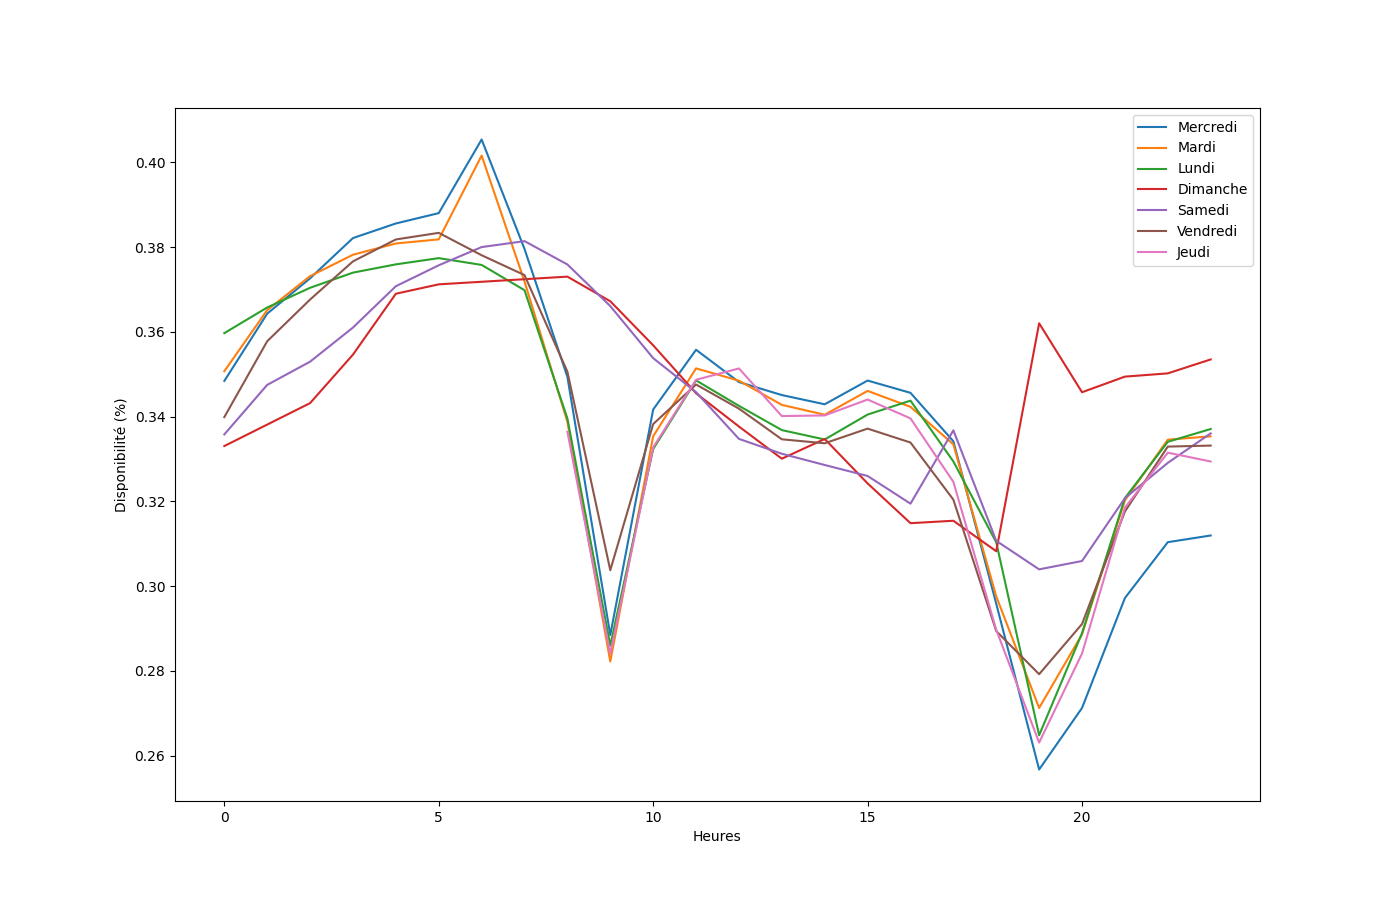 Mercredi
Mardi
Lundi
Dimanche
Samedi
Vendredi
Jeudi
Disponibilité (%)
0.40
0.38
0.36
0.34
0.32
0.30
0.28
0.26
0 5 10 15 20
Heures